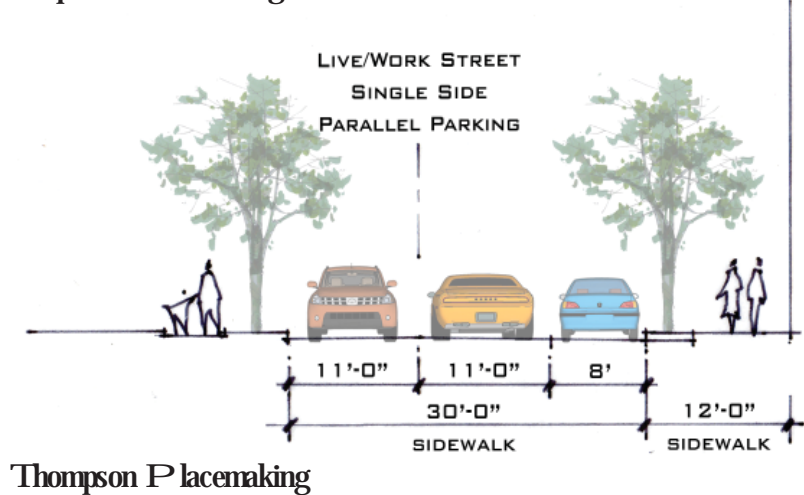 LIVE/WORK STREET
SINGLE SIDE
PARALLEL PARKING
11'-0" 11'-0" 8'
30'-0" 12'-0"
SIDEWALK SIDEWALK
Thompson Placemaking